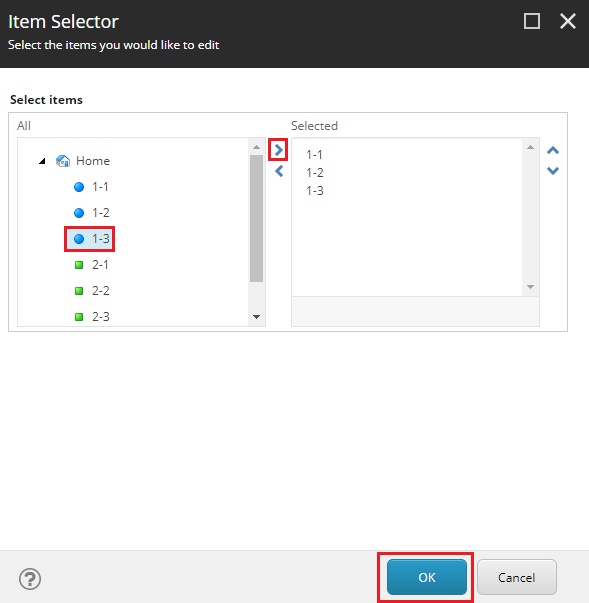 Item Selector
Select the items you would like to edit
Select items
All
Selected
Home
1-1
1-2
1-3
2-1
2-2
2-3
1-1
1-2
1-3
OK
Cancel